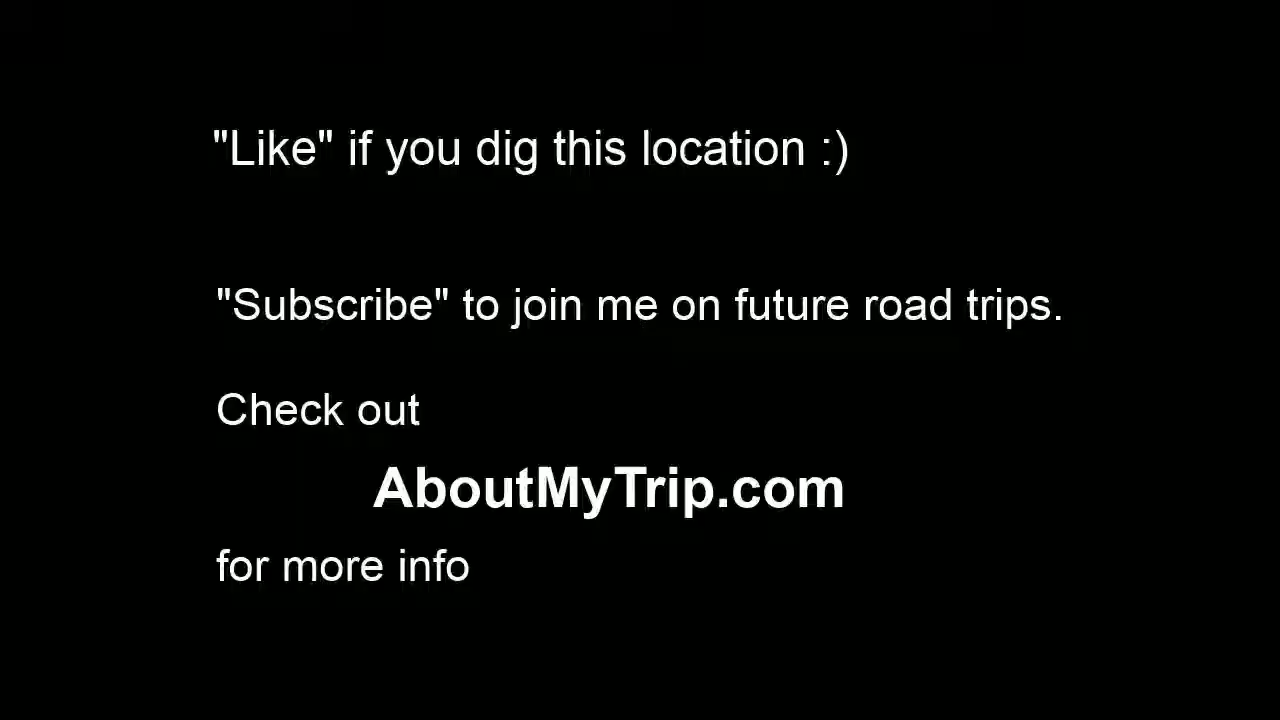 "Like" if you dig this location :)
"Subscribe" to join me on future road trips.
Check out
AboutMyTrip.com
for more info